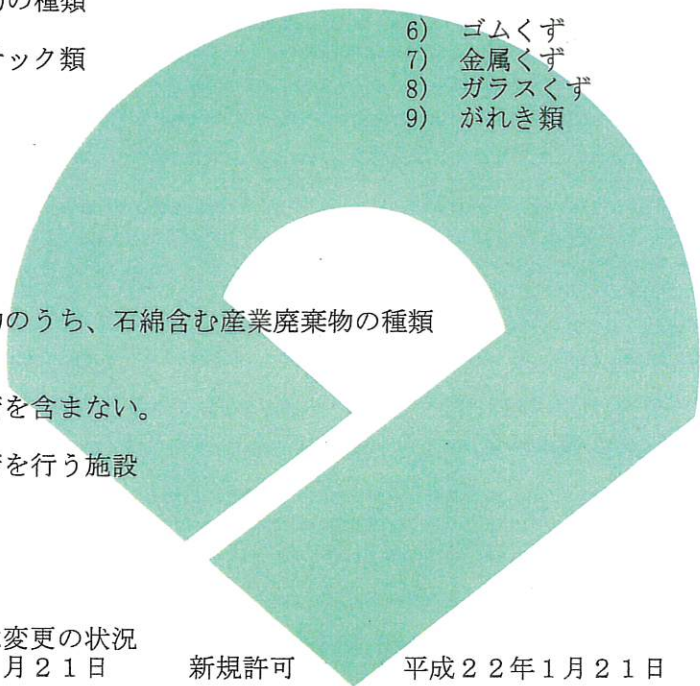 の種類
6) ゴムくず
チック類
7) 金属くず
8) ガラスくず
9) がれき類
のうち、石綿含む産業廃棄物の種類
を含まない。
を行う施設
変更の状況
月21日 新規許可 平成22年1月21日